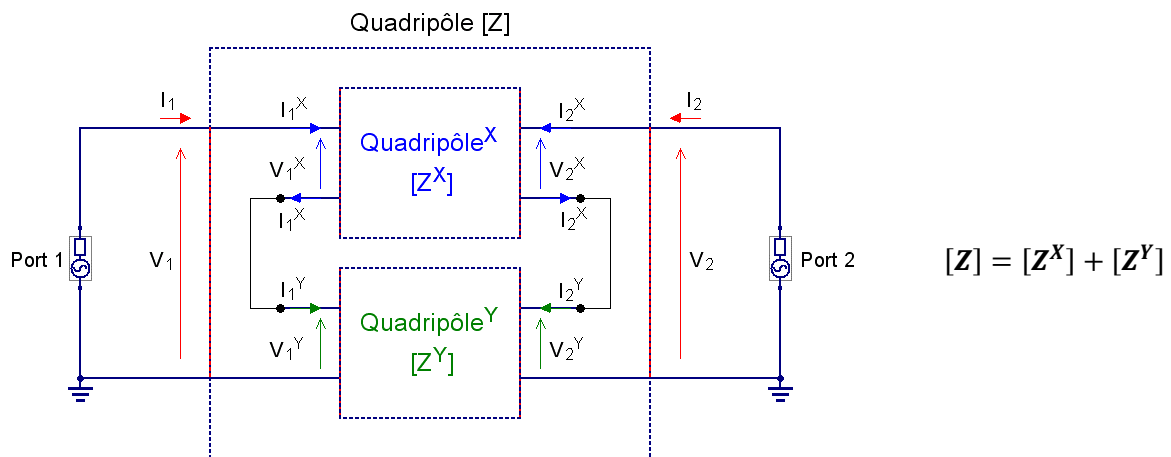 Quadripôle [Z]
I₁ I₁ˣ I₂ˣ I₂
Quadripôleˣ
V₁ˣ [Zˣ] V₂ˣ
I₁ˣ I₂ˣ
Port 1 V₁ V₂ Port 2 [Z] = [Zˣ] + [Zʸ]
I₁ʸ I₂ʸ
Quadripôleʸ
V₁ʸ [Zʸ] V₂ʸ